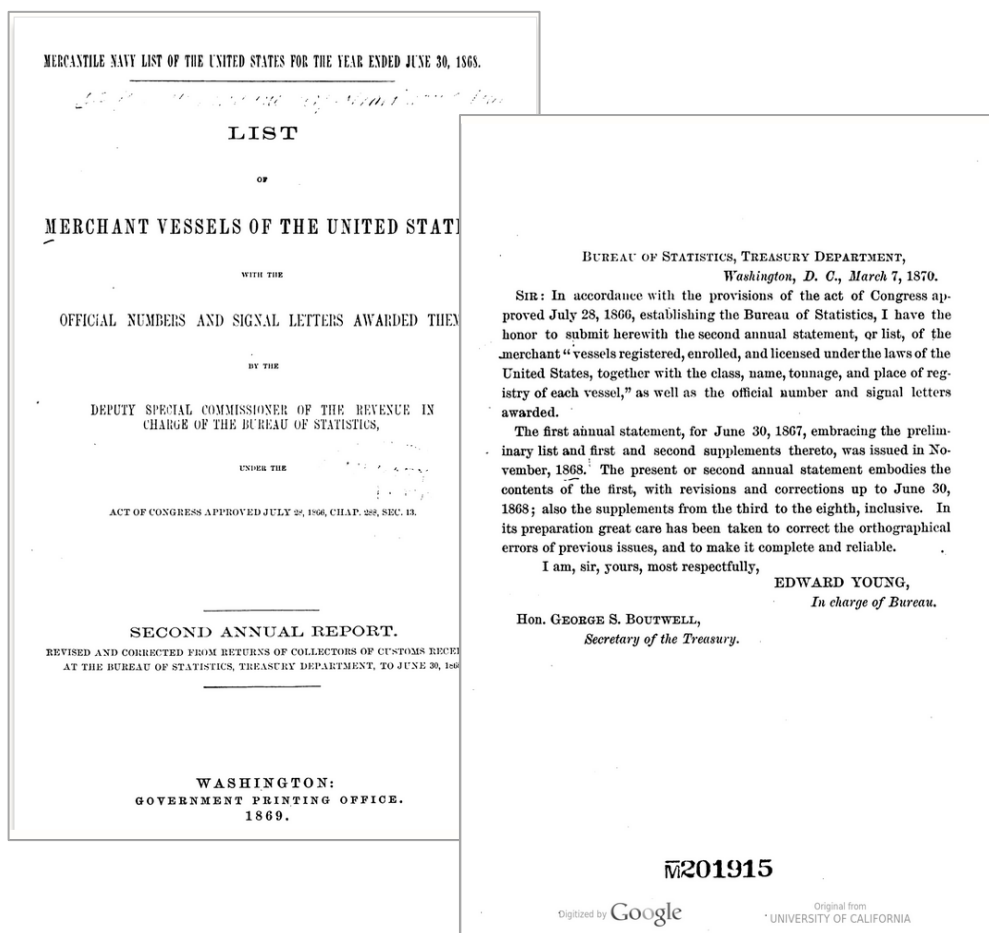 MERCANTILE NAVY LIST OF THE UNITED STATES FOR THE YEAR ENDED JUNE 30, 1868.
LIST
OF
MERCHANT VESSELS OF THE UNITED STAT
WITH THE
OFFICIAL NUMBERS AND SIGNAL LETTERS AWARDED THEM
BY THE
DEPUTY SPECIAL COMMISSIONER OF THE REVENUE IN
CHARGE OF THE BUREAU OF STATISTICS,
UNDER THE
ACT OF CONGRESS APPROVED JULY 28, 1866, CHAP. 298, SEC. 13.
SECOND ANNUAL REPORT.
REVISED AND CORRECTED FROM RETURNS OF COLLECTORS OF CUSTOMS RECEI
AT THE BUREAU OF STATISTICS, TREASURY DEPARTMENT, TO JUNE 30, 186
WASHINGTON:
GOVERNMENT PRINTING OFFICE.
1869.
BUREAU OF STATISTICS, TREASURY DEPARTMENT,
Washington, D. C., March 7, 1870.
SIR: In accordance with the provisions of the act of Congress ap-
proved July 28, 1866, establishing the Bureau of Statistics, I have the
honor to submit herewith the second annual statement, or list, of the
merchant "vessels registered, enrolled, and licensed under the laws of the
United States, together with the class, name, tonnage, and place of reg-
istry of each vessel," as well as the official number and signal letters
awarded.
The first annual statement, for June 30, 1867, embracing the prelim-
inary list and first and second supplements thereto, was issued in No-
vember, 1868. The present or second annual statement embodies the
contents of the first, with revisions and corrections up to June 30,
1868; also the supplements from the third to the eighth, inclusive. In
its preparation great care has been taken to correct the orthographical
errors of previous issues, and to make it complete and reliable.
I am, sir, yours, most respectfully,
EDWARD YOUNG,
In charge of Bureau.
Hon. GEORGE S. BOUTWELL,
Secretary of the Treasury.
M201915
Digitized by Google
Original from
UNIVERSITY OF CALIFORNIA